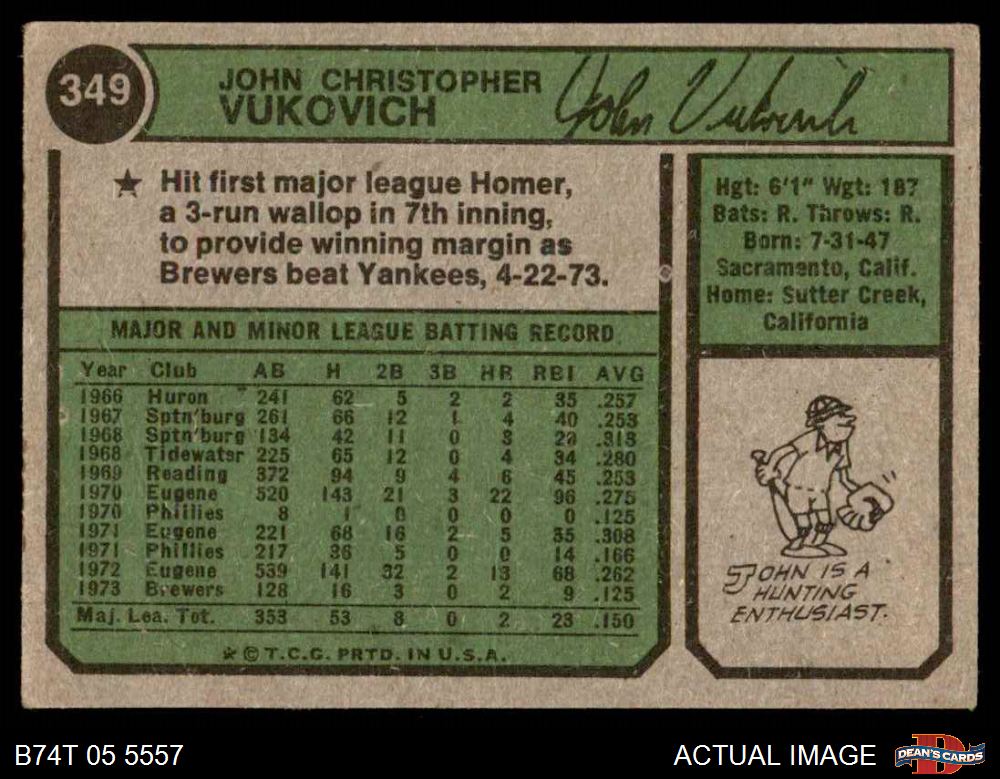 349
JOHN CHRISTOPHER
VUKOVICH
John Vukovich
★ Hit first major league Homer,
a 3-run wallop in 7th inning,
to provide winning margin as
Brewers beat Yankees, 4-22-73.
Hgt: 6'1" Wgt: 187
Bats: R. Throws: R.
Born: 7-31-47
Sacramento, Calif.
Home: Sutter Creek,
California
MAJOR AND MINOR LEAGUE BATTING RECORD
Year Club AB H 2B 3B HR RBI AVG
1966 Huron 241 62 5 2 2 35 .257
1967 Sptn'burg 261 66 12 1 4 40 .253
1968 Sptn'burg 134 42 11 0 3 23 .313
1968 Tidewater 225 65 12 0 4 34 .280
1969 Reading 372 94 9 4 6 45 .253
1970 Eugene 520 143 21 3 22 96 .275
1970 Phillies 8 1 0 0 0 0 .125
1971 Eugene 221 68 16 2 5 35 .308
1971 Phillies 217 36 5 0 0 14 .166
1972 Eugene 539 141 32 2 13 68 .262
1973 Brewers 128 16 3 0 2 9 .125
Maj. Lea. Tot. 353 53 8 0 2 23 .150
★ © T.C.G. PRTD. IN U.S.A.
JOHN IS A
HUNTING
ENTHUSIAST.
B74T 05 5557
ACTUAL IMAGE
D
DEAN'S CARDS